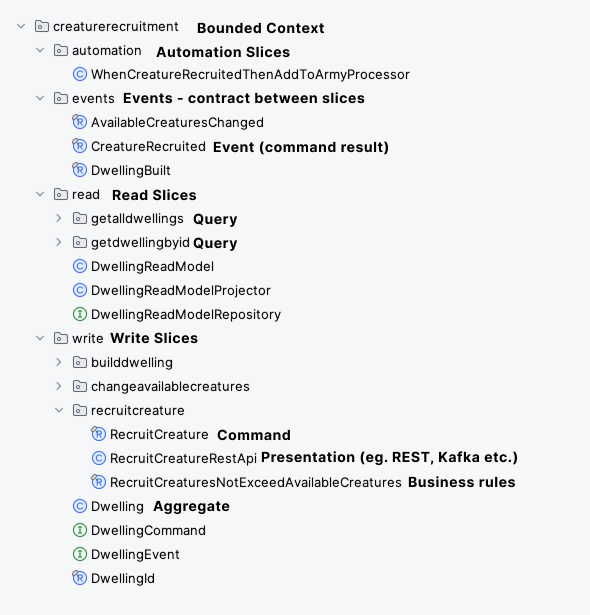 creaturerecruitment Bounded Context
automation Automation Slices
WhenCreatureRecruitedThenAddToArmyProcessor
events Events - contract between slices
AvailableCreaturesChanged
CreatureRecruited Event (command result)
DwellingBuilt
read Read Slices
getalldwellings Query
getdwellingbyid Query
DwellingReadModel
DwellingReadModelProjector
DwellingReadModelRepository
write Write Slices
builddwelling
changeavailablecreatures
recruitcreature
RecruitCreature Command
RecruitCreatureRestApi Presentation (eg. REST, Kafka etc.)
RecruitCreaturesNotExceedAvailableCreatures Business rules
Dwelling Aggregate
DwellingCommand
DwellingEvent
DwellingId